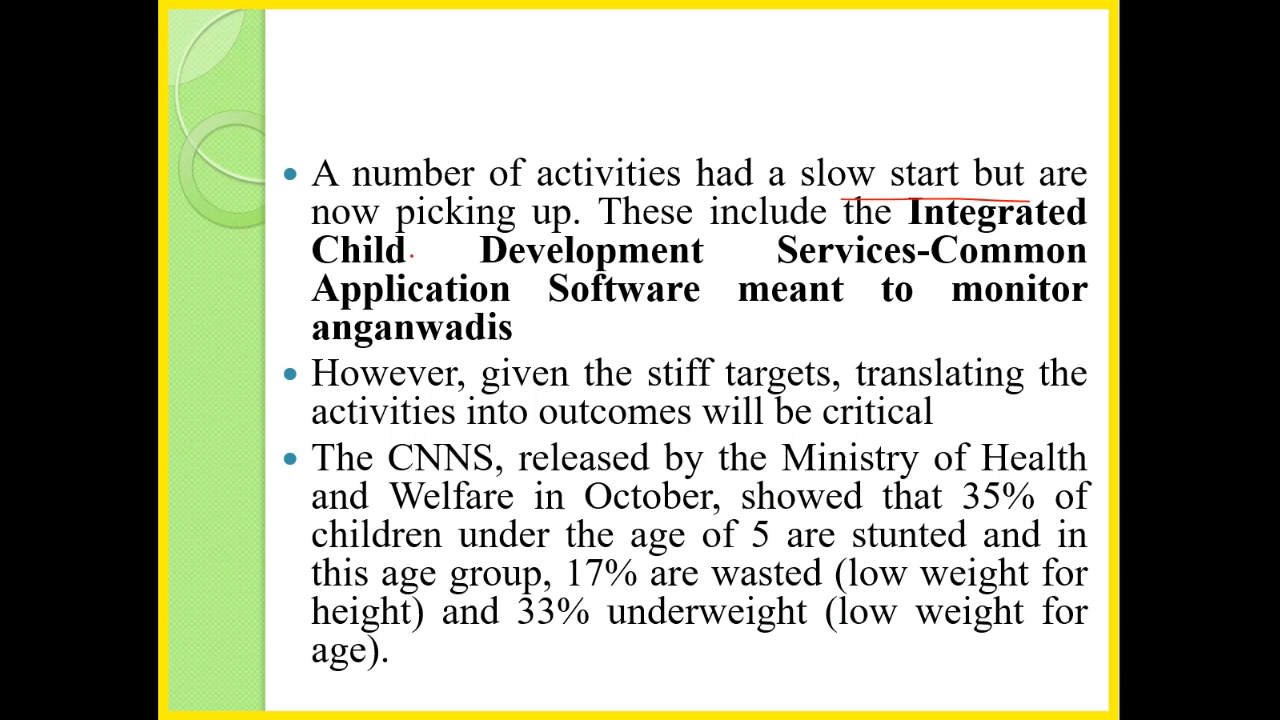 • A number of activities had a slow start but are
now picking up. These include the Integrated
Child Development Services-Common
Application Software meant to monitor
anganwadis
• However, given the stiff targets, translating the
activities into outcomes will be critical
• The CNNS, released by the Ministry of Health
and Welfare in October, showed that 35% of
children under the age of 5 are stunted and in
this age group, 17% are wasted (low weight for
height) and 33% underweight (low weight for
age).